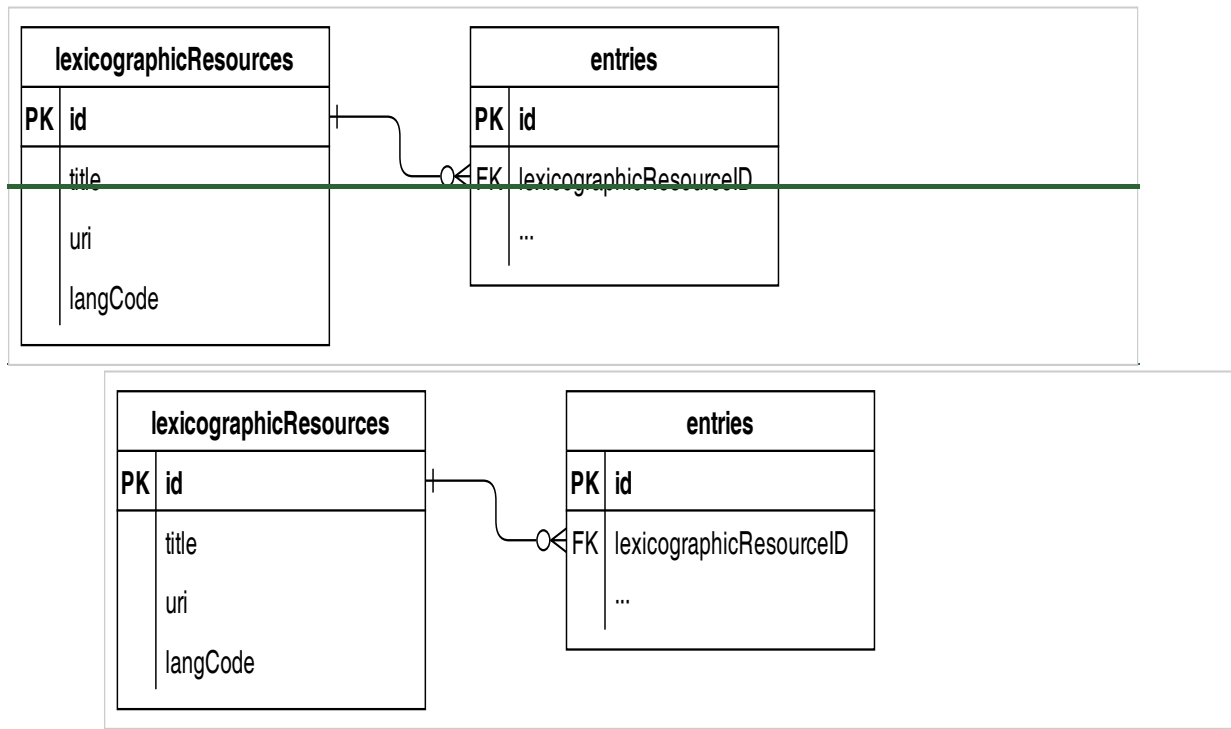 lexicographicResources entries
PK id PK id
title FK lexicographicResourceID
uri ...
langCode
lexicographicResources entries
PK id PK id
title FK lexicographicResourceID
uri ...
langCode